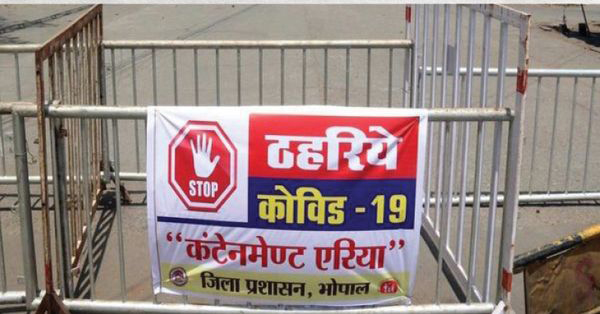 STOP
ठहरिये
कोविड -19
“कंटेनमेण्ट एरिया”
जिला प्रशासन, भोपाल